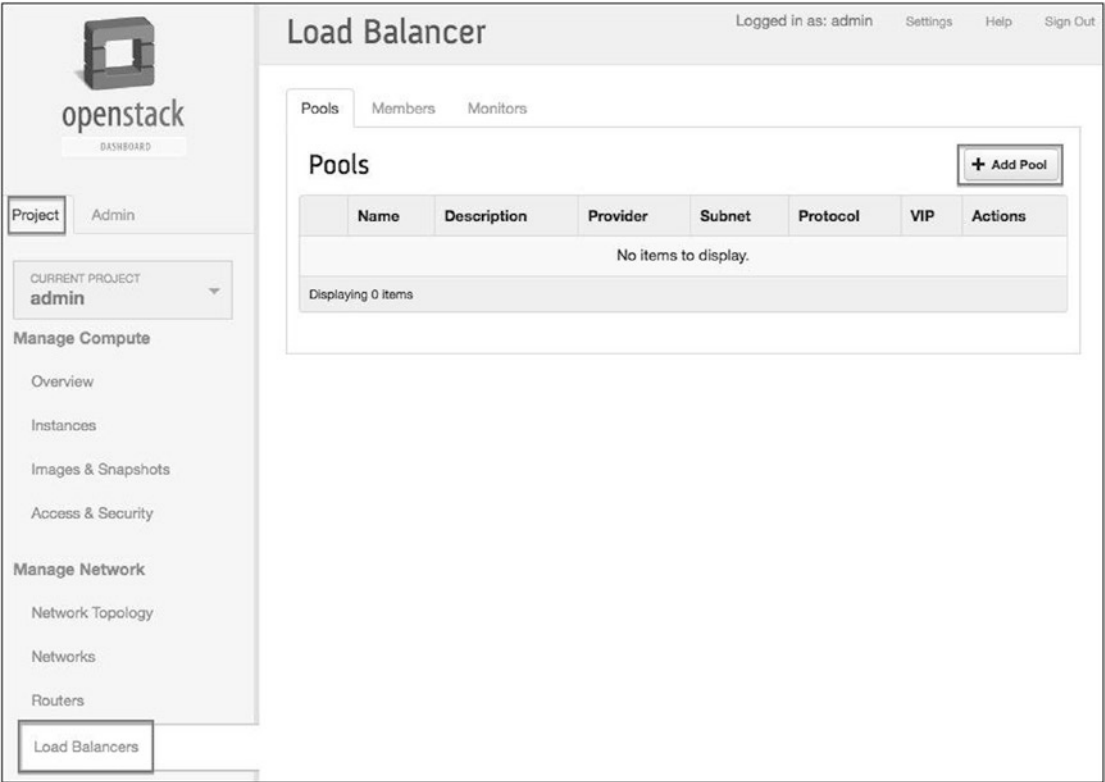 openstack
DASHBOARD
Project Admin
CURRENT PROJECT
admin
Manage Compute
Overview
Instances
Images & Snapshots
Access & Security
Manage Network
Network Topology
Networks
Routers
Load Balancers
Load Balancer
Logged in as: admin Settings Help Sign Out
Pools Members Monitors
Pools
+ Add Pool
Name Description Provider Subnet Protocol VIP Actions
No items to display.
Displaying 0 items